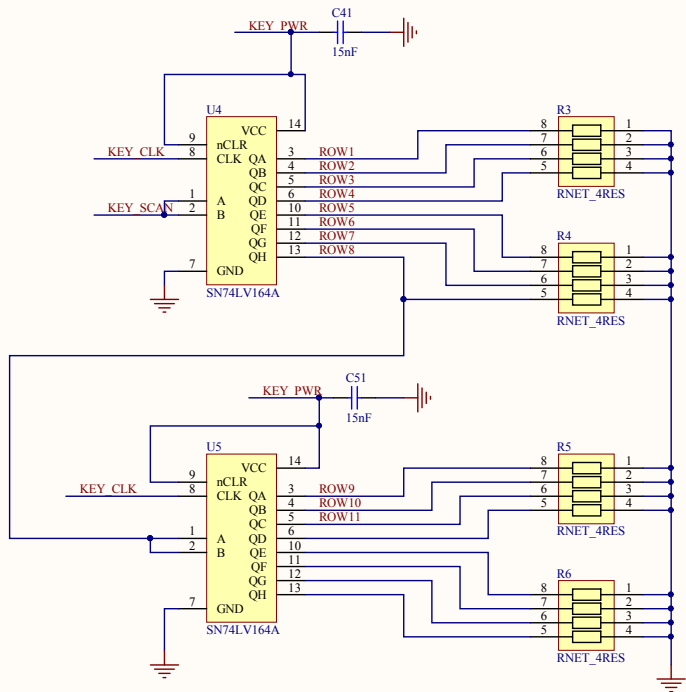 KEY_PWR
C41
15nF
U4
VCC 14
9 nCLR
KEY_CLK 8 CLK QA 3 ROW1
QB 4 ROW2
QC 5 ROW3
1 A QD 6 ROW4
KEY_SCAN 2 B QE 10 ROW5
QF 11 ROW6
QG 12 ROW7
QH 13 ROW8
7 GND
SN74LV164A
R3
8 1
7 2
6 3
5 4
RNET_4RES
R4
8 1
7 2
6 3
5 4
RNET_4RES
KEY_PWR
C51
15nF
U5
VCC 14
9 nCLR
KEY_CLK 8 CLK QA 3 ROW9
QB 4 ROW10
QC 5 ROW11
1 A QD 6
2 B QE 10
QF 11
QG 12
QH 13
7 GND
SN74LV164A
R5
8 1
7 2
6 3
5 4
RNET_4RES
R6
8 1
7 2
6 3
5 4
RNET_4RES